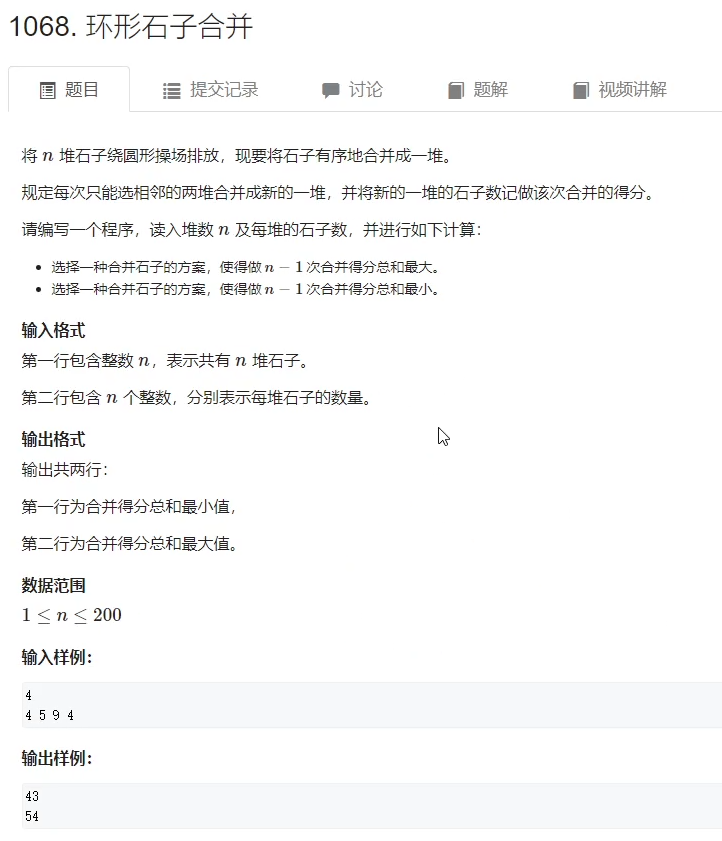 1068. 环形石子合并
题目 提交记录 讨论 题解 视频讲解
将 n 堆石子绕圆形操场排放，现要将石子有序地合并成一堆。
规定每次只能选相邻的两堆合并成新的一堆，并将新的一堆的石子数记做该次合并的得分。
请编写一个程序，读入堆数 n 及每堆的石子数，并进行如下计算：
• 选择一种合并石子的方案，使得做 n − 1 次合并得分总和最大。
• 选择一种合并石子的方案，使得做 n − 1 次合并得分总和最小。
输入格式
第一行包含整数 n，表示共有 n 堆石子。
第二行包含 n 个整数，分别表示每堆石子的数量。
输出格式
输出共两行：
第一行为合并得分总和最小值，
第二行为合并得分总和最大值。
数据范围
1 ≤ n ≤ 200
输入样例：
4
4 5 9 4
输出样例：
43
54